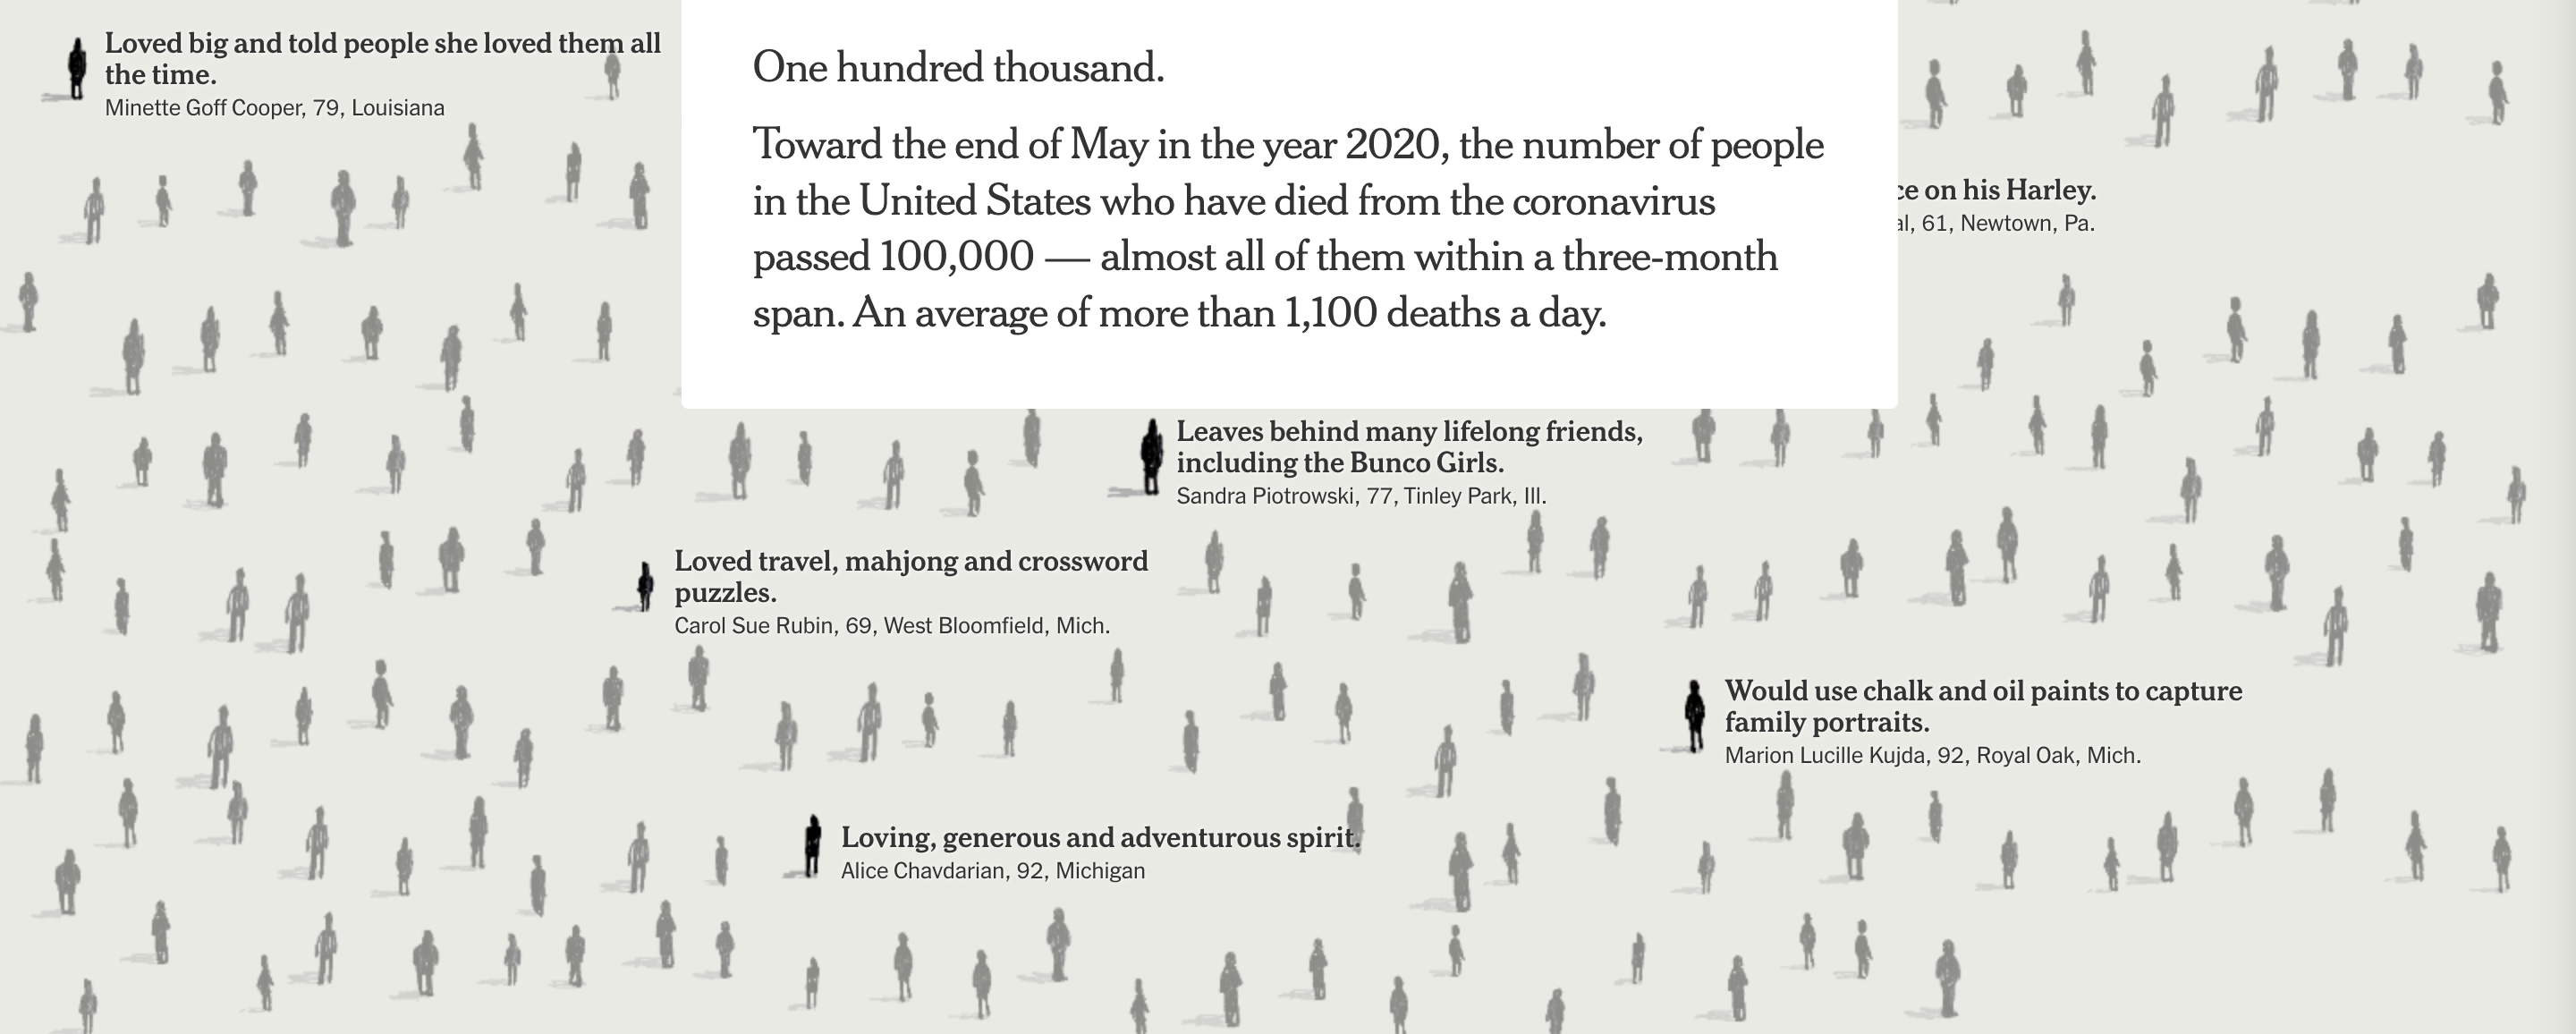 Loved big and told people she loved them all
the time.
Minette Goff Cooper, 79, Louisiana
One hundred thousand.
Toward the end of May in the year 2020, the number of people
in the United States who have died from the coronavirus
passed 100,000 — almost all of them within a three-month
span. An average of more than 1,100 deaths a day.
on his Harley.
61, Newtown, Pa.
Leaves behind many lifelong friends,
including the Bunco Girls.
Sandra Piotrowski, 77, Tinley Park, Ill.
Loved travel, mahjong and crossword
puzzles.
Carol Sue Rubin, 69, West Bloomfield, Mich.
Would use chalk and oil paints to capture
family portraits.
Marion Lucille Kujda, 92, Royal Oak, Mich.
Loving, generous and adventurous spirit.
Alice Chavdarian, 92, Michigan